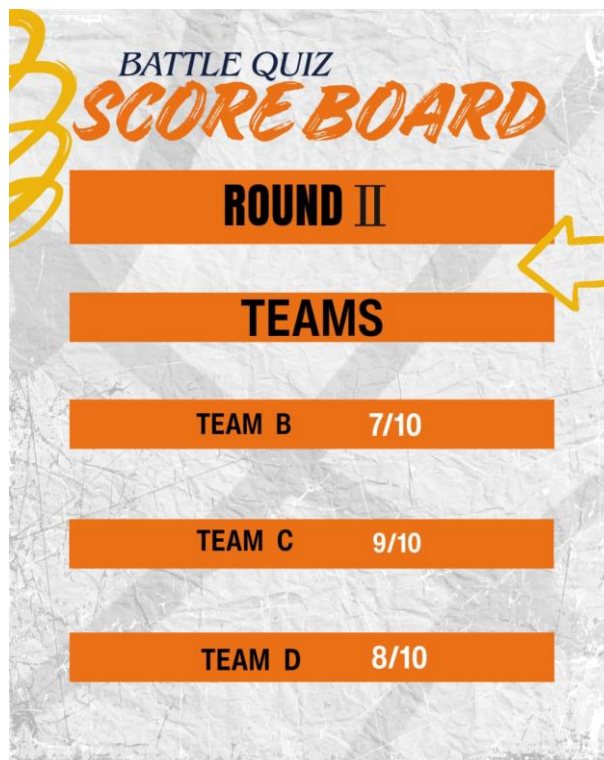 BATTLE QUIZ
SCORE BOARD
ROUND II
TEAMS
TEAM B 7/10
TEAM C 9/10
TEAM D 8/10